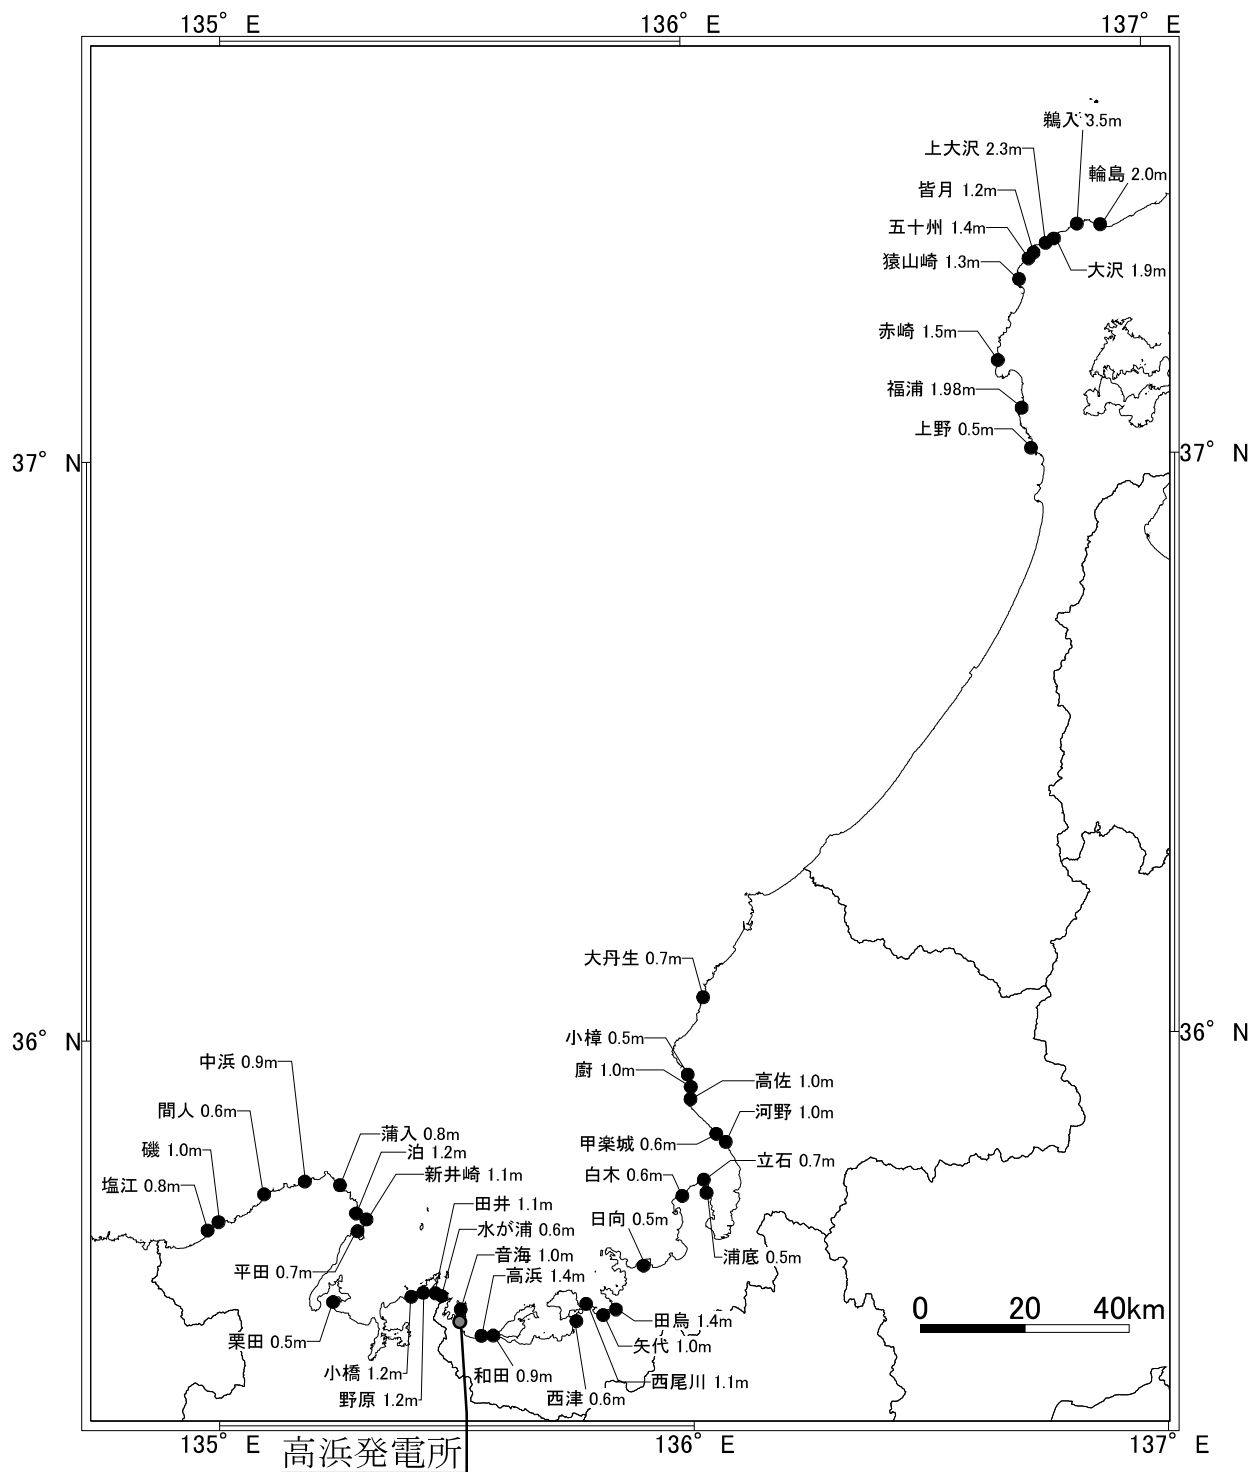 135° E 136° E 137° E
鵜入 3.5m
上大沢 2.3m
輪島 2.0m
皆月 1.2m
五十州 1.4m
猿山崎 1.3m
大沢 1.9m
赤崎 1.5m
福浦 1.98m
上野 0.5m
37° N 37° N
大丹生 0.7m
小樟 0.5m
36° N 36° N
中浜 0.9m
厨 1.0m
高佐 1.0m
間人 0.6m
河野 1.0m
蒲入 0.8m
甲楽城 0.6m
磯 1.0m
泊 1.2m
立石 0.7m
新井崎 1.1m
白木 0.6m
塩江 0.8m
田井 1.1m
日向 0.5m
水が浦 0.6m
音海 1.0m
浦底 0.5m
平田 0.7m
高浜 1.4m
0 20 40km
田烏 1.4m
栗田 0.5m
矢代 1.0m
小橋 1.2m
和田 0.9m
西尾川 1.1m
野原 1.2m
西津 0.6m
135° E 136° E 137° E
高浜発電所